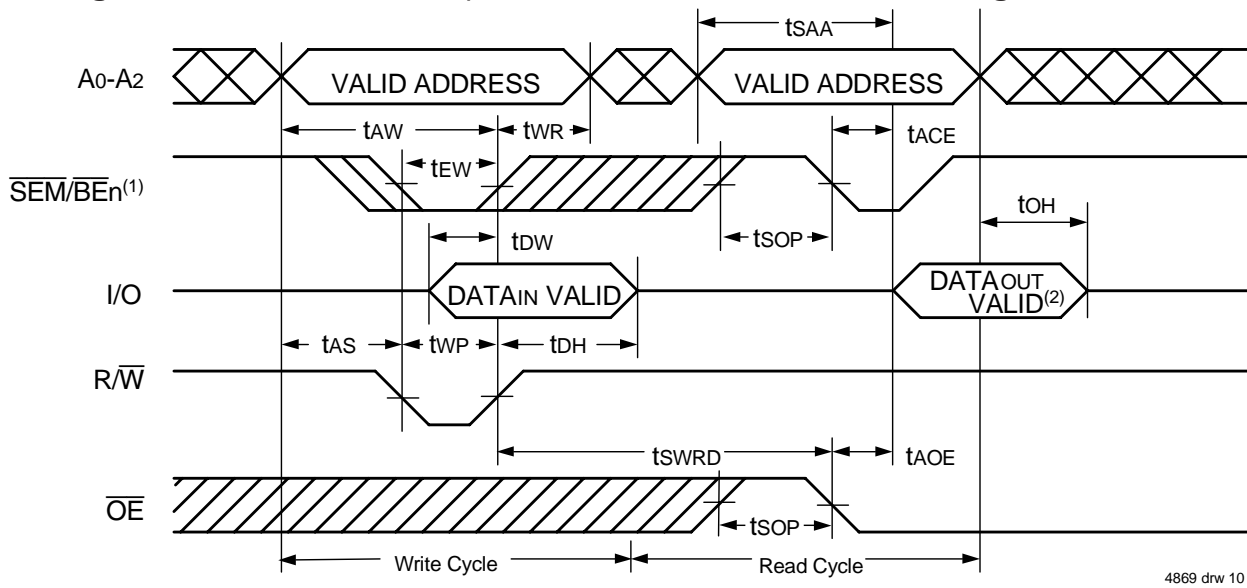 tSAA
A0-A2
VALID ADDRESS
VALID ADDRESS
tAW
tWR
tACE
tEW
SEM/BEn(1)
tOH
tSOP
tDW
I/O
DATAIN VALID
DATAOUT
VALID(2)
tAS
tWP
tDH
R/W
tSWRD
tAOE
OE
tSOP
Write Cycle
Read Cycle
4869 drw 10